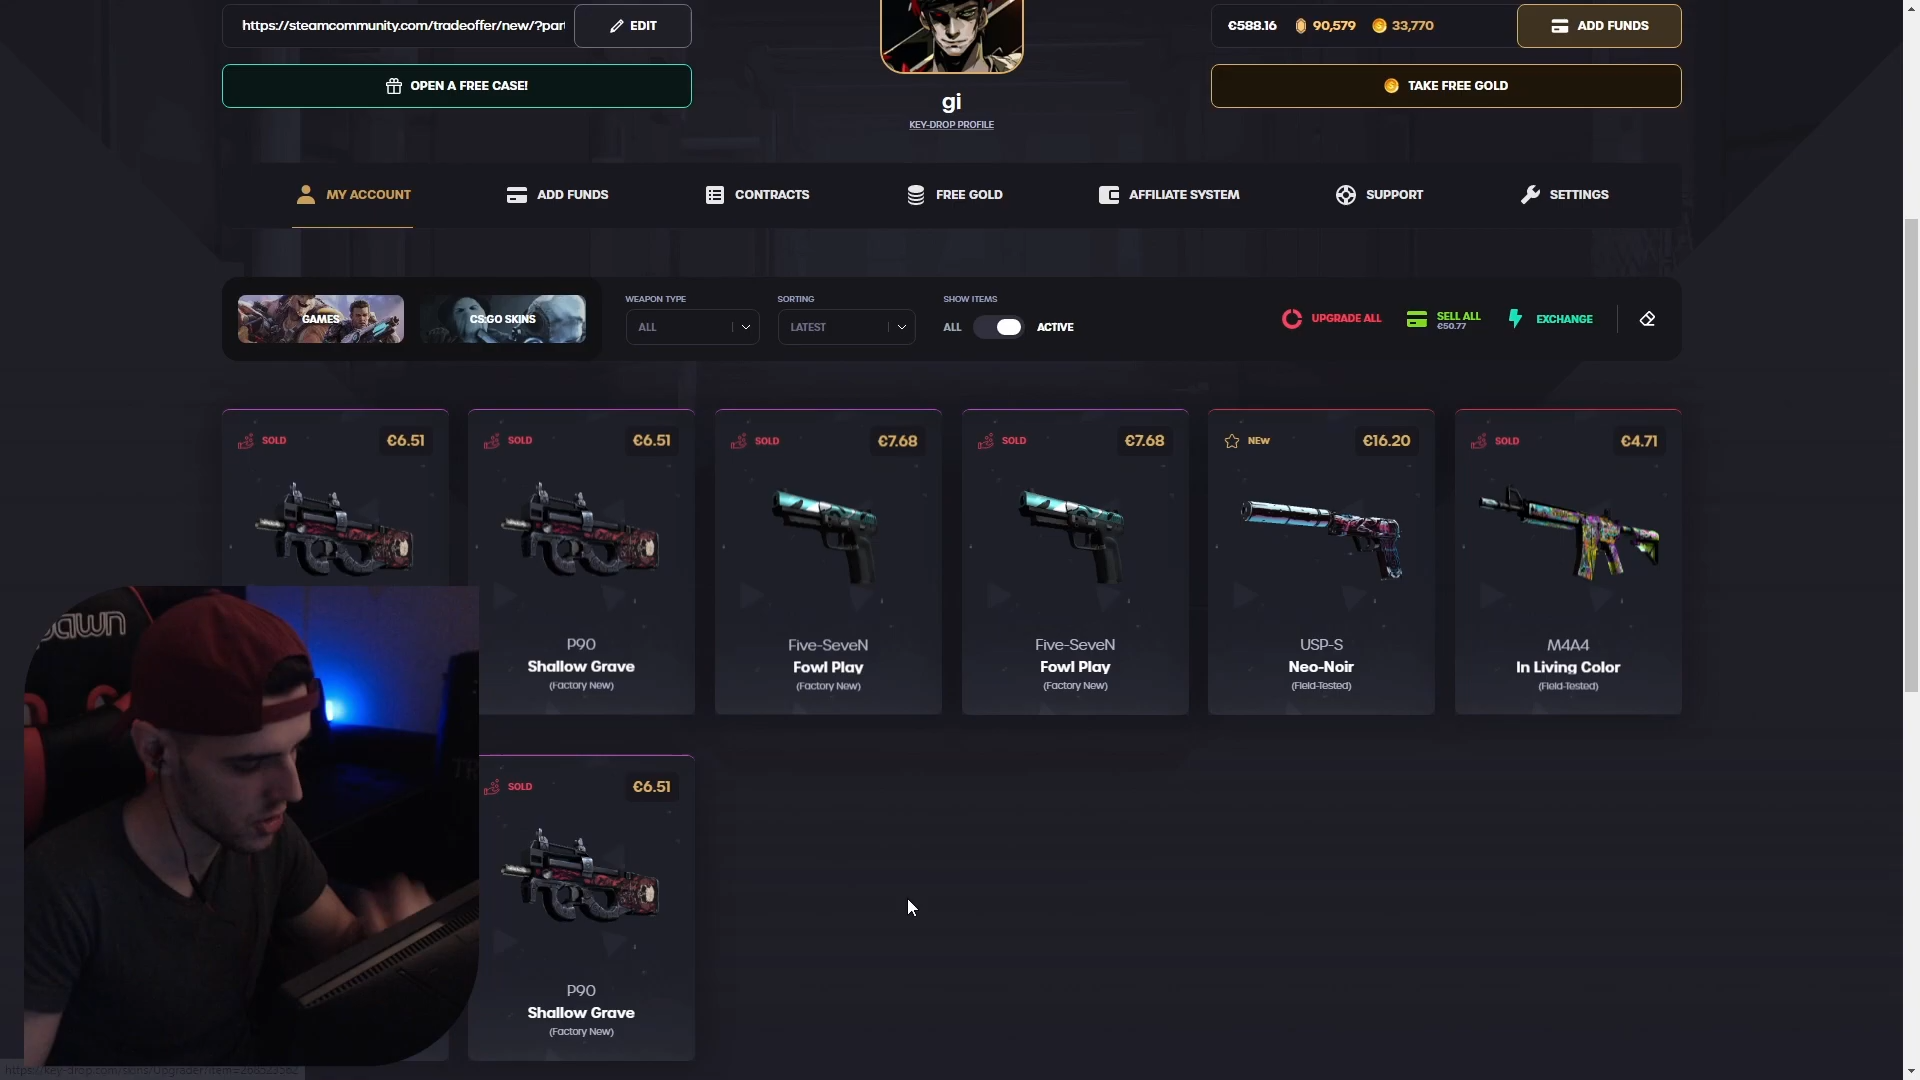 https://steamcommunity.com/tradeoffer/new/?part
EDIT
€588.16
90,579
33,770
ADD FUNDS
OPEN A FREE CASE!
TAKE FREE GOLD
gi
KEY-DROP PROFILE
MY ACCOUNT
ADD FUNDS
CONTRACTS
FREE GOLD
AFFILIATE SYSTEM
SUPPORT
SETTINGS
GAMES
CS:GO SKINS
WEAPON TYPE
ALL
SORTING
LATEST
SHOW ITEMS
ALL
ACTIVE
UPGRADE ALL
SELL ALL
€50.77
EXCHANGE
SOLD
€6.51
SOLD
€6.51
P90
Shallow Grave
(Factory New)
SOLD
€7.68
Five-SeveN
Fowl Play
(Factory New)
SOLD
€7.68
Five-SeveN
Fowl Play
(Factory New)
NEW
€16.20
USP-S
Neo-Noir
(Field-Tested)
SOLD
€4.71
M4A4
In Living Color
(Field-Tested)
SOLD
€6.51
P90
Shallow Grave
(Factory New)